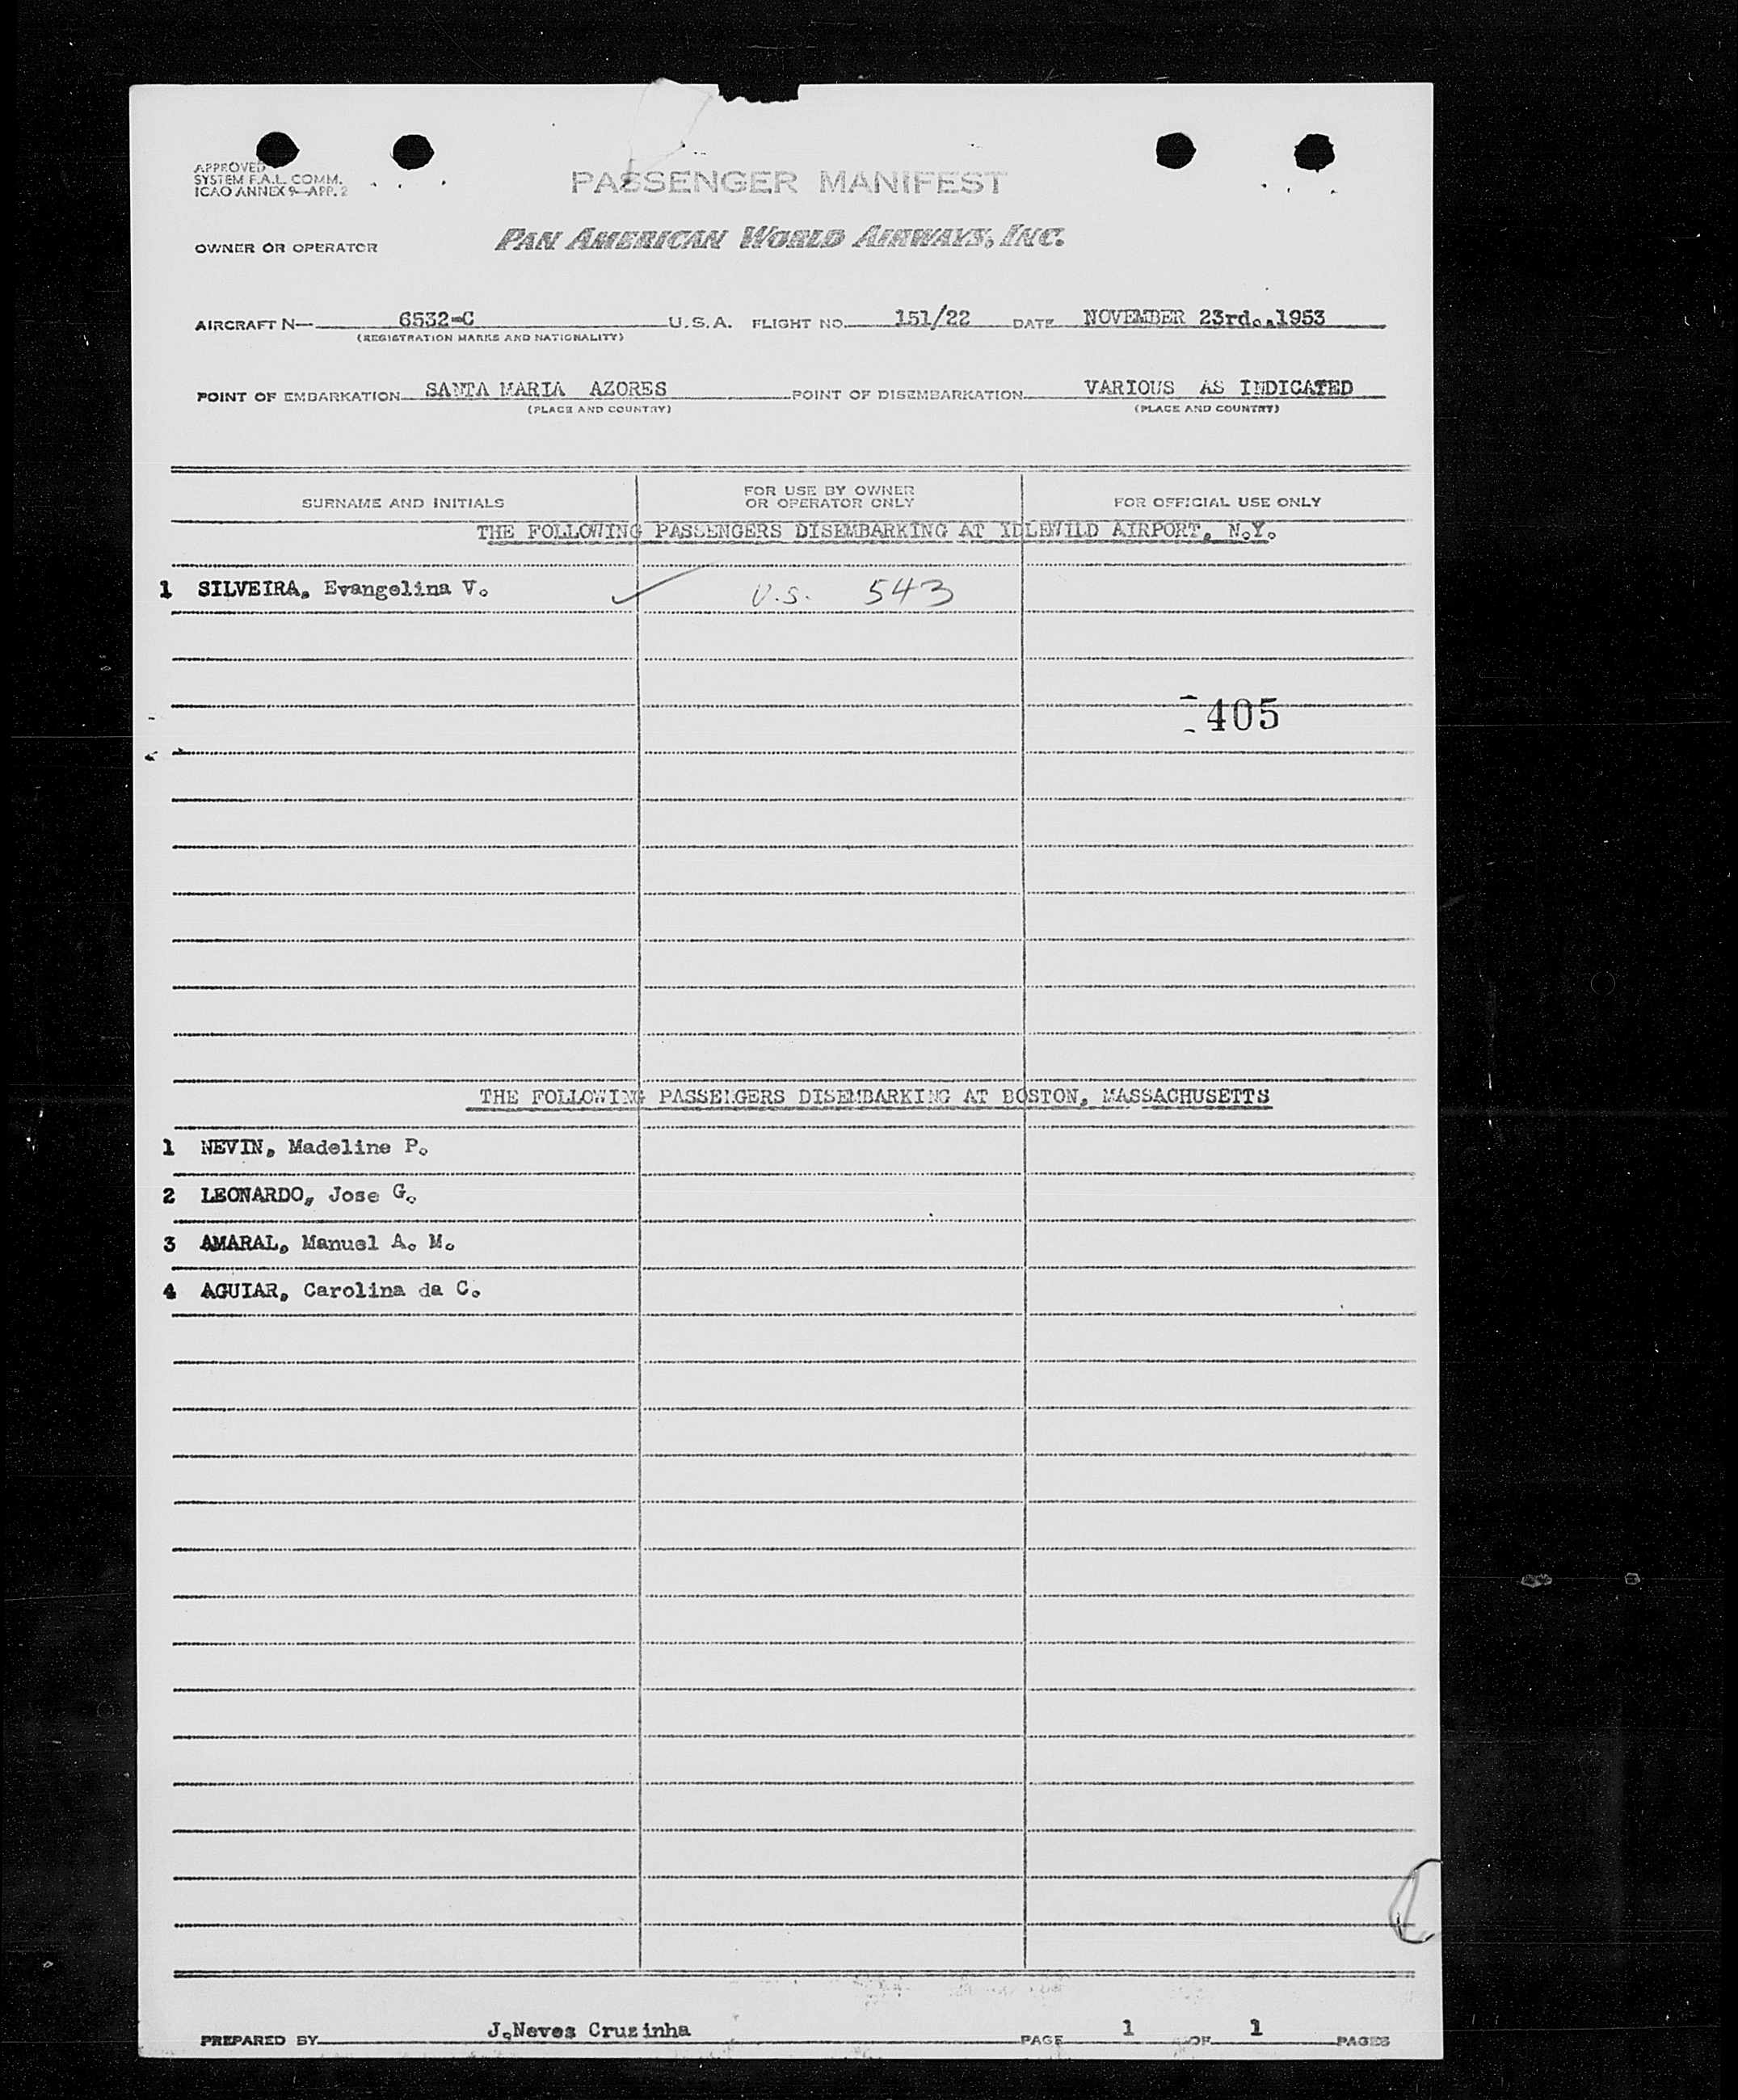 APPROVED
SYSTEM F.A.L. COMM.
ICAO ANNEX 9-APP. 2
PASSENGER MANIFEST
OWNER OR OPERATOR PAN AMERICAN WORLD AIRWAYS, INC.
AIRCRAFT N- 6532-C U.S.A. FLIGHT NO. 151/22 DATE NOVEMBER 23rd.,1953
(REGISTRATION MARKS AND NATIONALITY)
POINT OF EMBARKATION SANTA MARIA AZORES POINT OF DISEMBARKATION VARIOUS AS INDICATED
(PLACE AND COUNTRY) (PLACE AND COUNTRY)
SURNAME AND INITIALS FOR USE BY OWNER OR OPERATOR ONLY FOR OFFICIAL USE ONLY
THE FOLLOWING PASSENGERS DISEMBARKING AT IDLEWILD AIRPORT, N.Y.
1 SILVEIRA, Evangelina V. U.S. 543
405
THE FOLLOWING PASSENGERS DISEMBARKING AT BOSTON, MASSACHUSETTS
1 NEVIN, Madeline P.
2 LEONARDO, Jose G.
3 AMARAL, Manuel A. M.
4 AGUIAR, Carolina da C.
PREPARED BY J.Neves Cruzinha PAGE 1 OF 1 PAGES